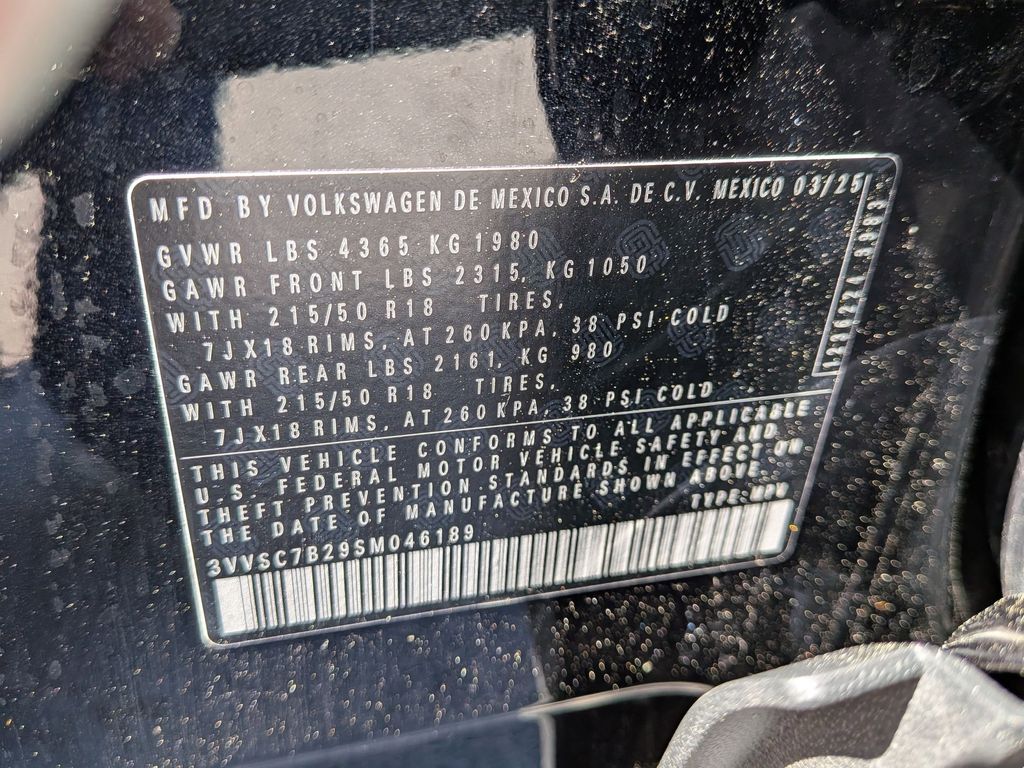 MFD. BY VOLKSWAGEN DE MEXICO S.A. DE C.V. MEXICO 03/25
GVWR LBS 4365 KG 1980
GAWR FRONT LBS 2315, KG 1050
WITH 215/50 R18 TIRES,
7JX18 RIMS, AT 260 KPA, 38 PSI COLD
GAWR REAR LBS 2161, KG 980
WITH 215/50 R18 TIRES,
7JX18 RIMS, AT 260 KPA, 38 PSI COLD
THIS VEHICLE CONFORMS TO ALL APPLICABLE
U.S. FEDERAL MOTOR VEHICLE SAFETY AND
THEFT PREVENTION STANDARDS IN EFFECT ON
THE DATE OF MANUFACTURE SHOWN ABOVE
3VVSC7B29SM046189 TYPE: MPV